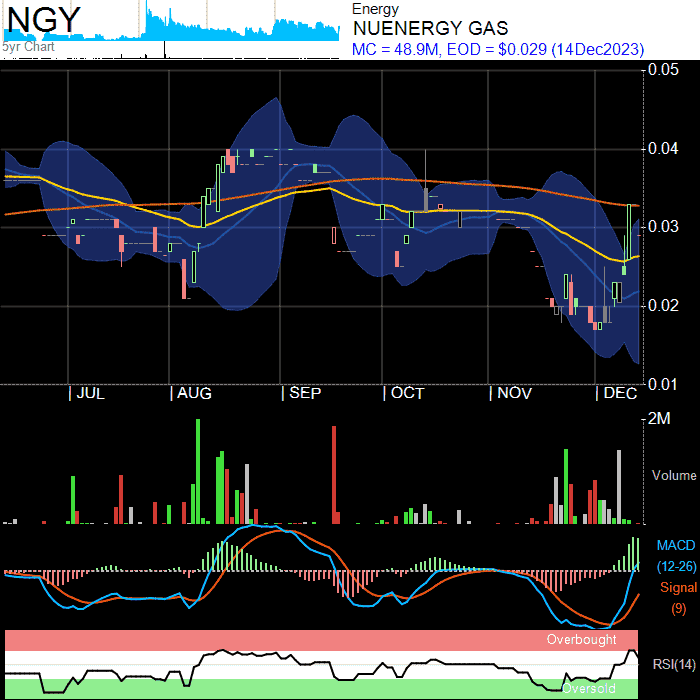 NGY
5yr Chart
Energy
NUENERGY GAS
MC = 48.9M, EOD = $0.029 (14Dec2023)
0.05
0.04
0.03
0.02
0.01
JUL
AUG
SEP
OCT
NOV
DEC
2M
Volume
MACD
(12-26)
Signal
(9)
Overbought
RSI(14)
Oversold